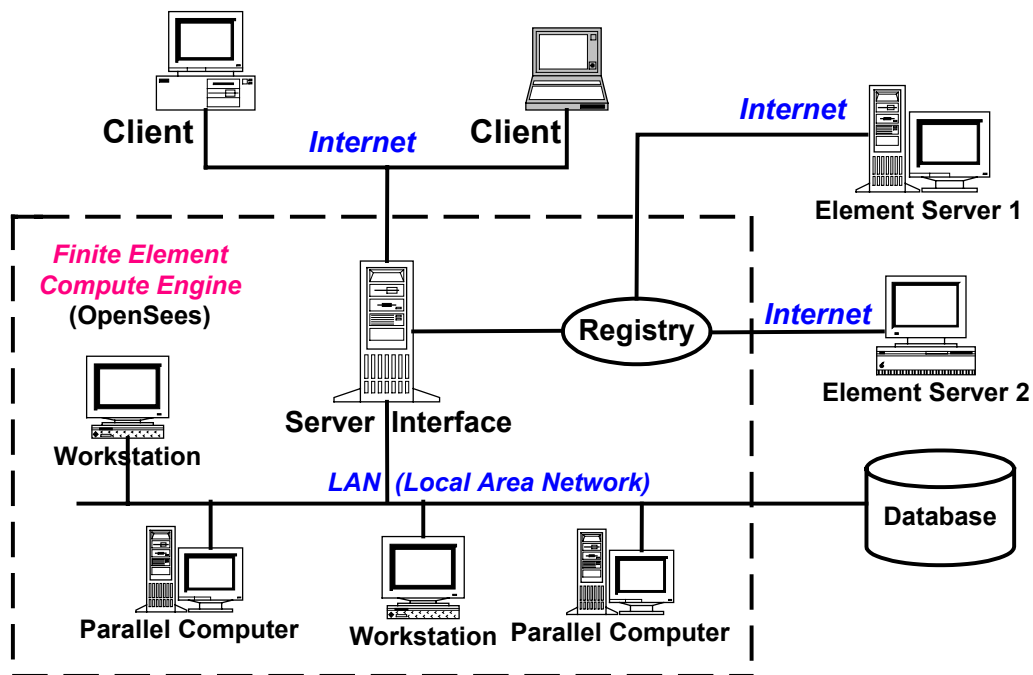 Client
Internet
Client
Internet
Element Server 1
Finite Element
Compute Engine
(OpenSees)
Registry
Internet
Element Server 2
Server Interface
Workstation
LAN (Local Area Network)
Database
Parallel Computer
Workstation
Parallel Computer